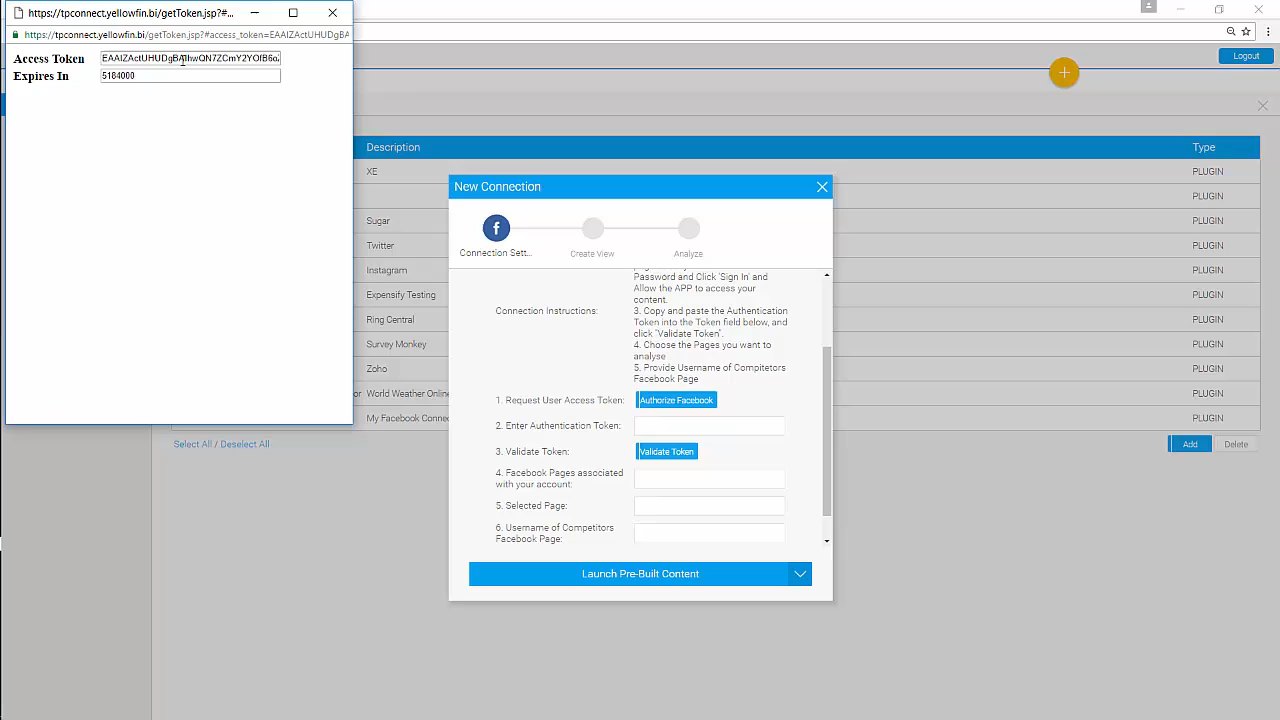 https://tpconnect.yellowfin.bi/getToken.jsp?#...
https://tpconnect.yellowfin.bi/getToken.jsp?#access_token=EAAIZActUHUDgBA
Access Token
Expires In
5184000
Logout
Description
Type
XE
PLUGIN
PLUGIN
Sugar
PLUGIN
Twitter
PLUGIN
Instagram
PLUGIN
Expensify Testing
PLUGIN
Ring Central
PLUGIN
Survey Monkey
PLUGIN
Zoho
PLUGIN
or World Weather Online
PLUGIN
My Facebook Connec
PLUGIN
Select All / Deselect All
Add
Delete
New Connection
f
Connection Sett...
Create View
Analyze
Password and Click 'Sign In' and
Allow the APP to access your
content.
Connection Instructions:
3. Copy and paste the Authentication
Token into the Token field below, and
click "Validate Token".
4. Choose the Pages you want to
analyse
5. Provide Username of Compitetors
Facebook Page
1. Request User Access Token:
Authorize Facebook
2. Enter Authentication Token:
3. Validate Token:
Validate Token
4. Facebook Pages associated
with your account:
5. Selected Page:
6. Username of Competitors
Facebook Page:
Launch Pre-Built Content